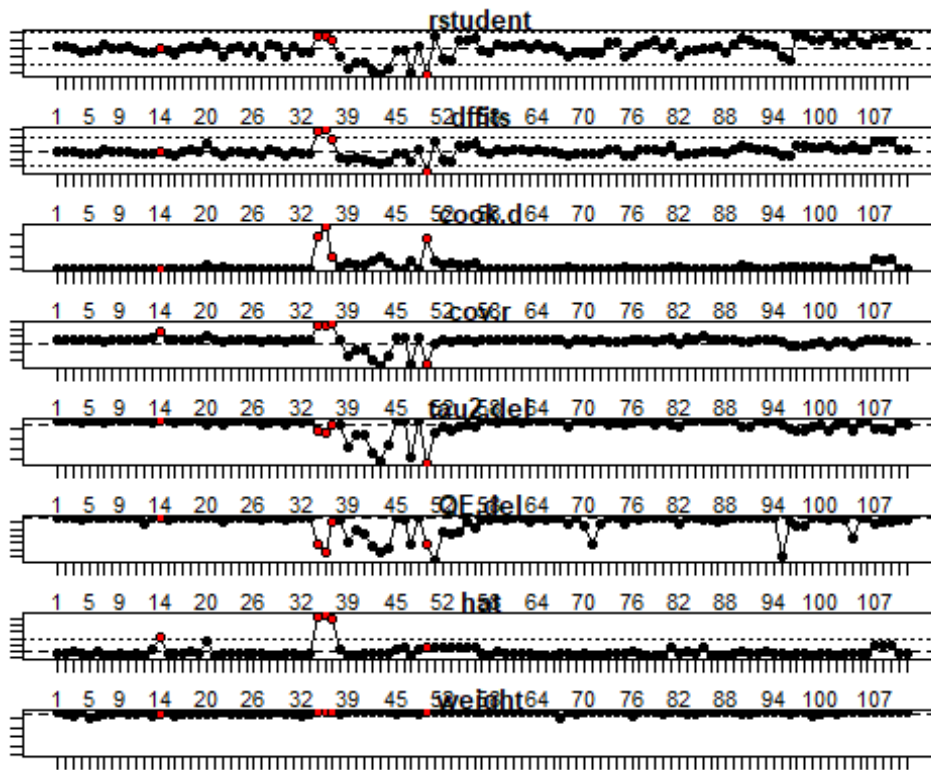 rstudent
1 5 9 14 20 26 32 39 45 52 58 64 70 76 82 88 94 100 107
dffits
1 5 9 14 20 26 32 39 45 52 58 64 70 76 82 88 94 100 107
cook.d
1 5 9 14 20 26 32 39 45 52 58 64 70 76 82 88 94 100 107
cov.r
1 5 9 14 20 26 32 39 45 52 58 64 70 76 82 88 94 100 107
tau2.del
1 5 9 14 20 26 32 39 45 52 58 64 70 76 82 88 94 100 107
QE.del
1 5 9 14 20 26 32 39 45 52 58 64 70 76 82 88 94 100 107
hat
1 5 9 14 20 26 32 39 45 52 58 64 70 76 82 88 94 100 107
weight